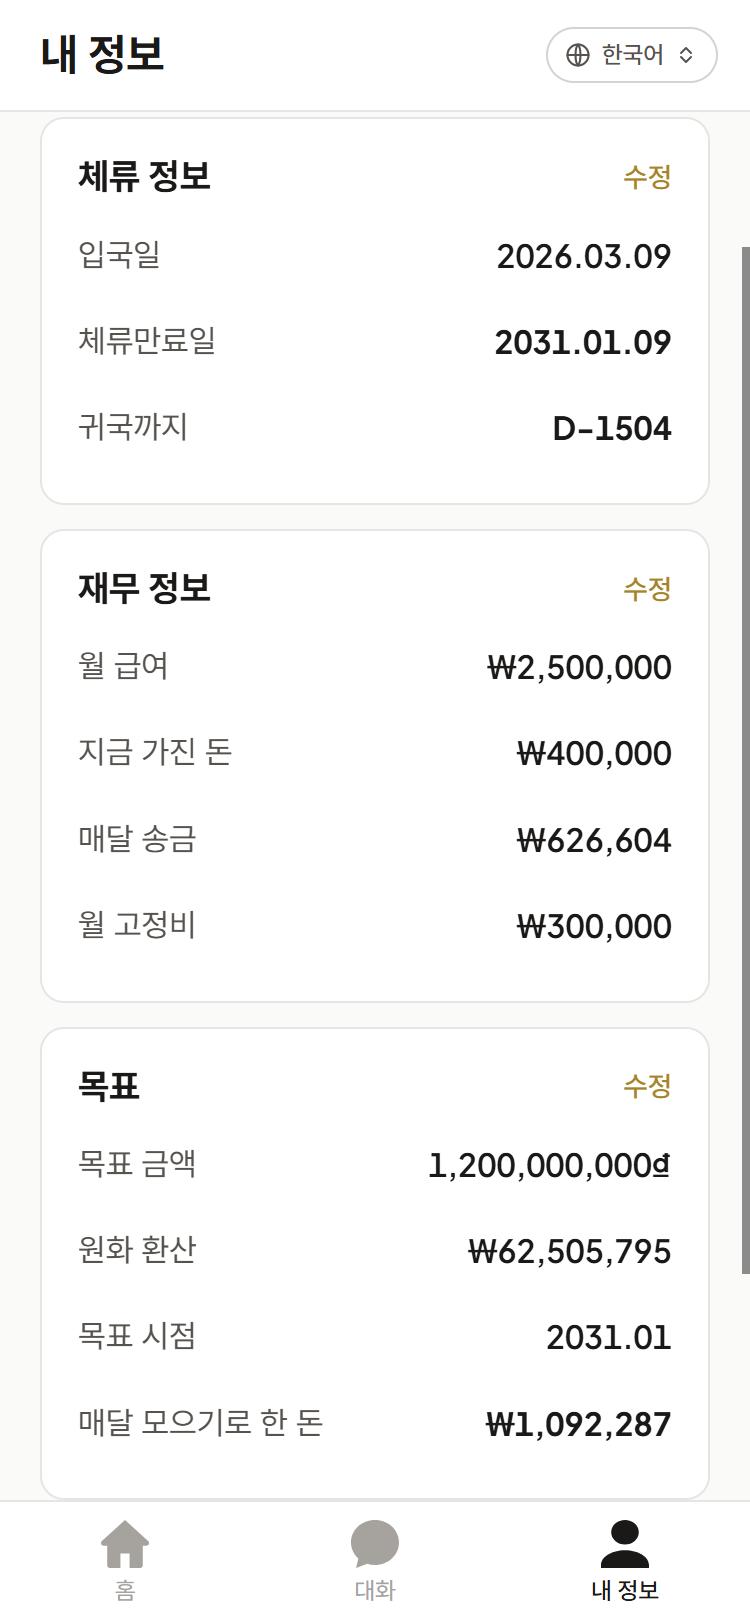 내 정보
한국어
체류 정보 수정
입국일 2026.03.09
체류만료일 2031.01.09
귀국까지 D-1504
재무 정보 수정
월 급여 ₩2,500,000
지금 가진 돈 ₩400,000
매달 송금 ₩626,604
월 고정비 ₩300,000
목표 수정
목표 금액 1,200,000,000₫
원화 환산 ₩62,505,795
목표 시점 2031.01
매달 모으기로 한 돈 ₩1,092,287
홈 대화 내 정보